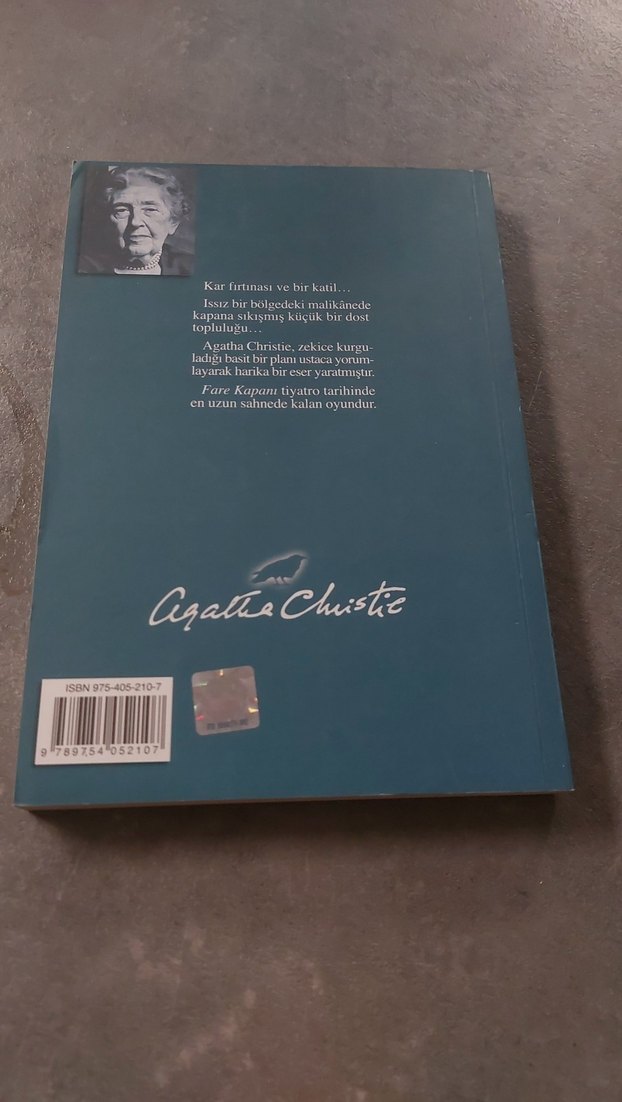 Kar fırtınası ve bir katil...
Issız bir bölgedeki malikânede
kapana sıkışmış küçük bir dost
topluluğu...
Agatha Christie, zekice kurgu-
ladığı basit bir planı ustaca yorum-
layarak harika bir eser yaratmıştır.
Fare Kapanı tiyatro tarihinde
en uzun sahnede kalan oyundur.
Agatha Christie
ISBN 975-405-210-7
9 789754 052107